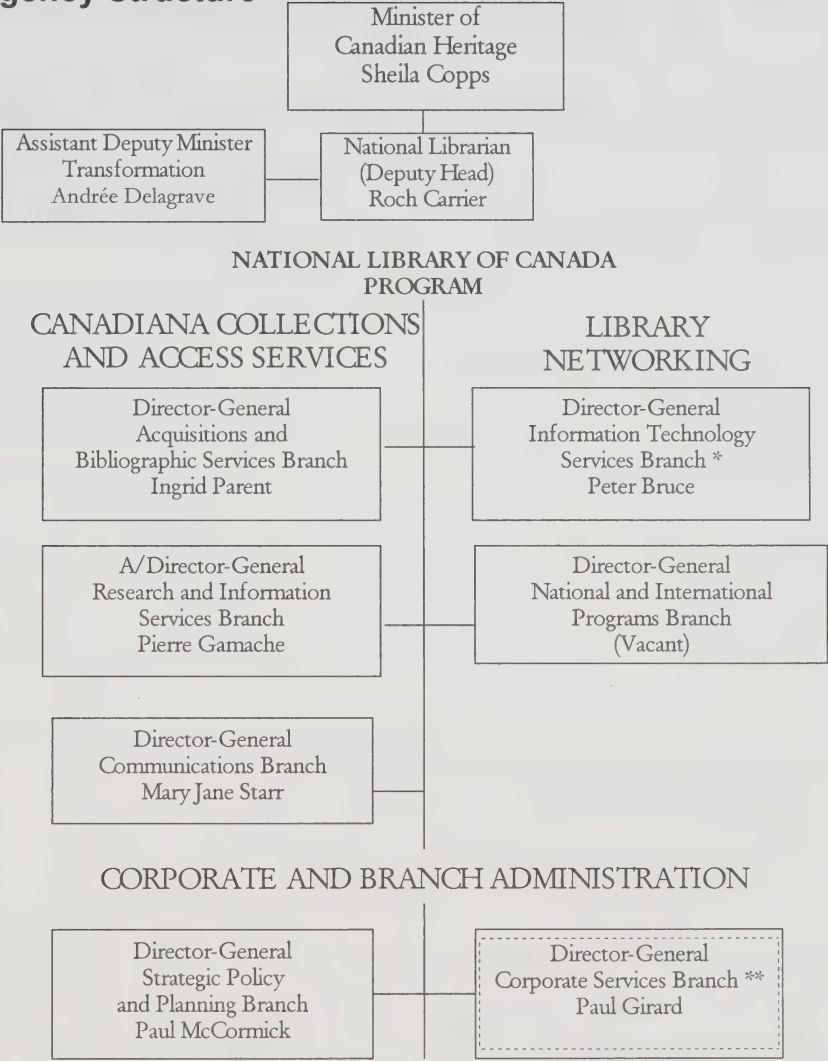 Minister of
Canadian Heritage
Sheila Copps
Assistant Deputy Minister
Transformation
Andrée Delagrave
National Librarian
(Deputy Head)
Roch Carrier
NATIONAL LIBRARY OF CANADA
PROGRAM
CANADIANA COLLECTIONS
AND ACCESS SERVICES
LIBRARY
NETWORKING
Director-General
Acquisitions and
Bibliographic Services Branch
Ingrid Parent
Director-General
Information Technology
Services Branch *
Peter Bruce
A/Director-General
Research and Information
Services Branch
Pierre Gamache
Director-General
National and International
Programs Branch
(Vacant)
Director-General
Communications Branch
Mary Jane Starr
CORPORATE AND BRANCH ADMINISTRATION
Director-General
Strategic Policy
and Planning Branch
Paul McCormick
Director-General
Corporate Services Branch **
Paul Girard